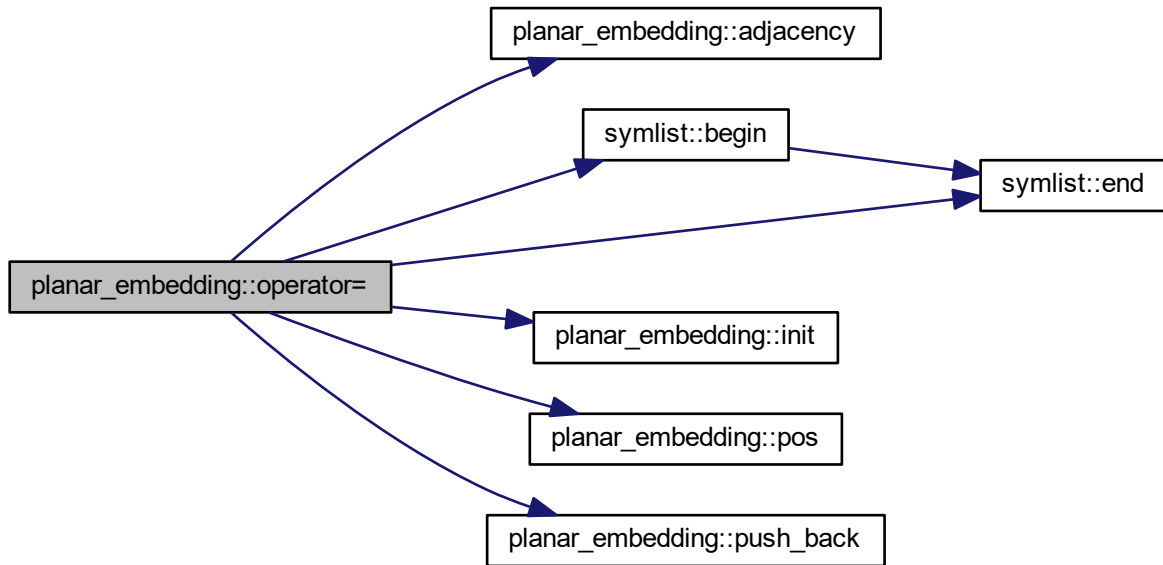 planar_embedding::adjacency
symlist::begin
symlist::end
planar_embedding::operator=
planar_embedding::init
planar_embedding::pos
planar_embedding::push_back